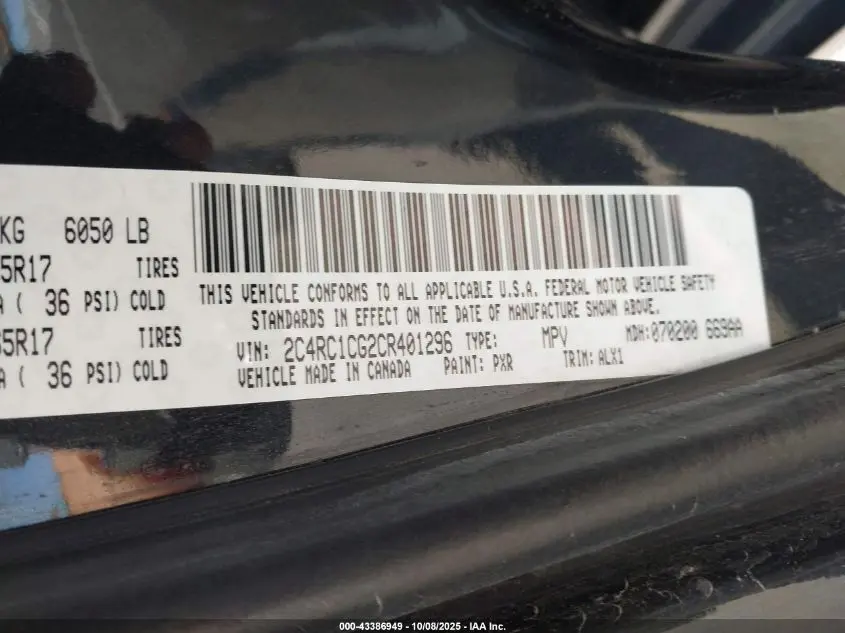 KG 6050 LB
5R17 TIRES
A ( 36 PSI) COLD
5R17 TIRES
A ( 36 PSI) COLD
THIS VEHICLE CONFORMS TO ALL APPLICABLE U.S.A. FEDERAL MOTOR VEHICLE SAFETY
STANDARDS IN EFFECT ON THE DATE OF MANUFACTURE SHOWN ABOVE.
VIN: 2C4RC1CG2CR401296 TYPE: MPV MDH: 070200 669AA
VEHICLE MADE IN CANADA PAINT: PXR TRIM: ALX1
000-43386949 - 10/08/2025 - IAA Inc.